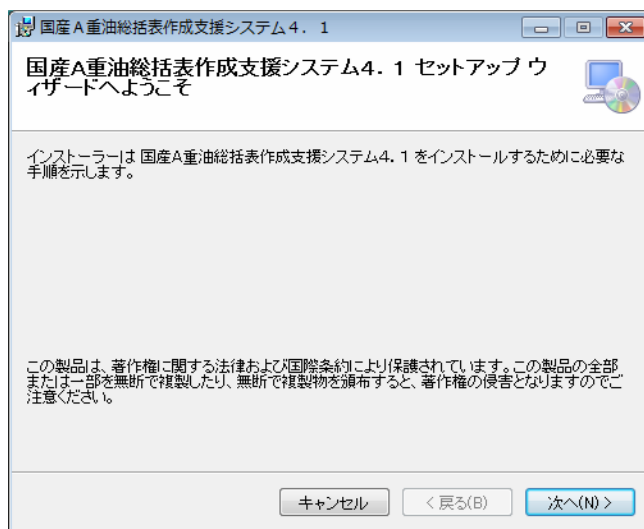 国産Ａ重油総括表作成支援システム４．１
国産A重油総括表作成支援システム4．1 セットアップ ウ
ィザードへようこそ
インストーラーは 国産A重油総括表作成支援システム4．1 をインストールするために必要な
手順を示します。
この製品は、著作権に関する法律および国際条約により保護されています。この製品の全部
または一部を無断で複製したり、無断で複製物を頒布すると、著作権の侵害となりますのでご
注意ください。
キャンセル
< 戻る(B)
次へ(N) >